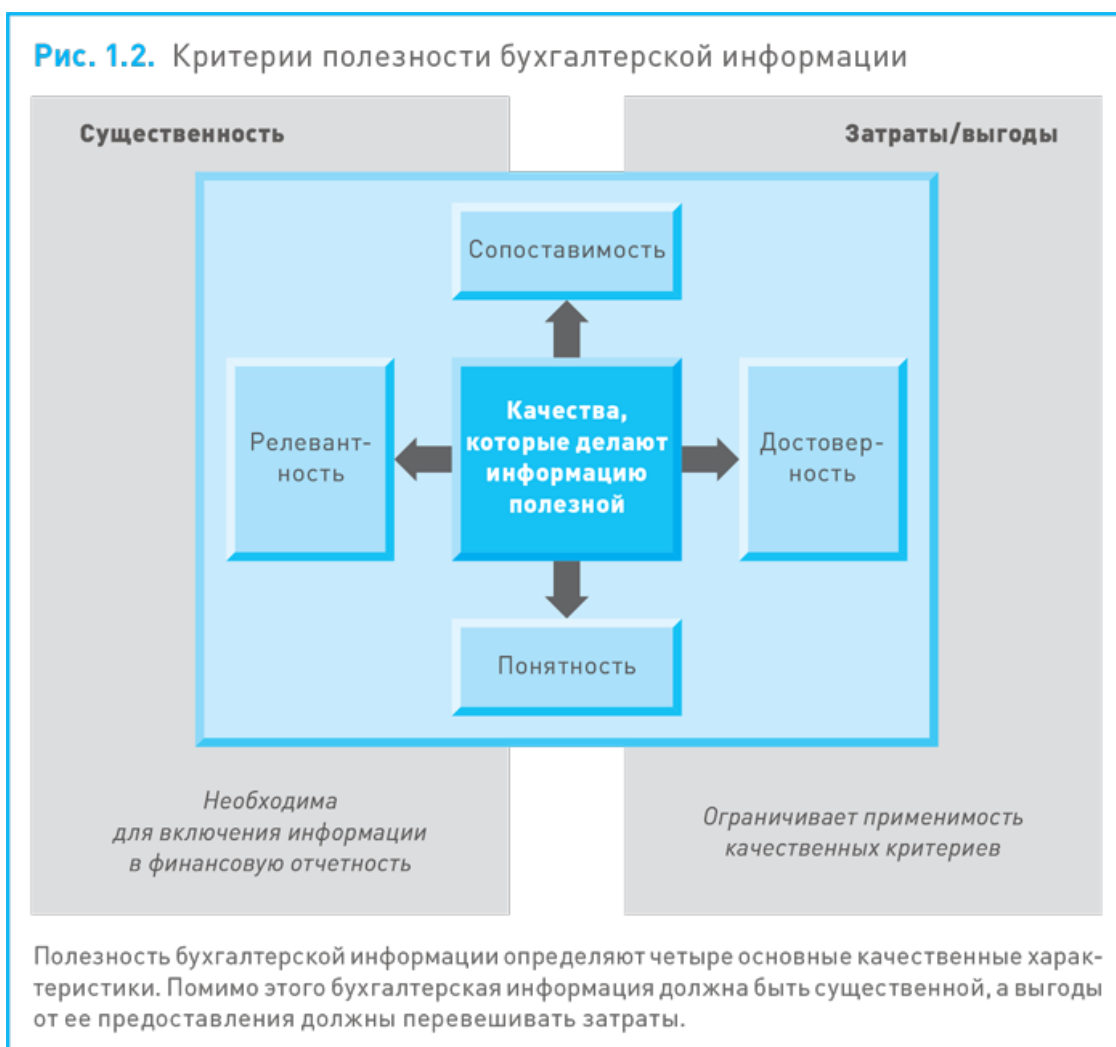 Рис. 1.2. Критерии полезности бухгалтерской информации
Существенность
Затраты/выгоды
Сопоставимость
Релевант-
ность
Качества,
которые делают
информацию
полезной
Достовер-
ность
Понятность
Необходима
для включения информации
в финансовую отчетность
Ограничивает применимость
качественных критериев
Полезность бухгалтерской информации определяют четыре основные качественные харак-
теристики. Помимо этого бухгалтерская информация должна быть существенной, а выгоды
от ее предоставления должны перевешивать затраты.